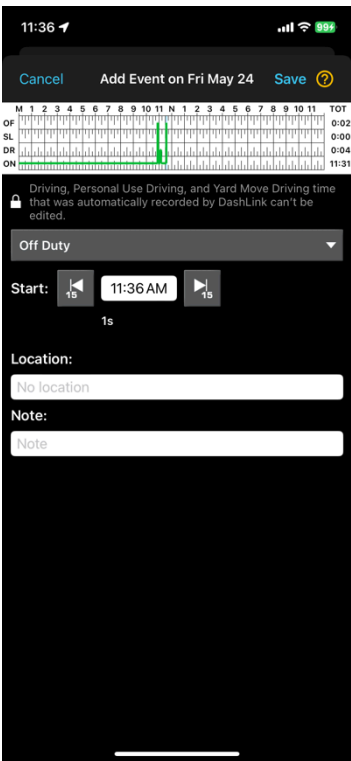 11:36
99+
Cancel Add Event on Fri May 24 Save ?
M 1 2 3 4 5 6 7 8 9 10 11 N 1 2 3 4 5 6 7 8 9 10 11 TOT
OF 0:02
SL 0:00
DR 0:04
ON 11:31
Driving, Personal Use Driving, and Yard Move Driving time
that was automatically recorded by DashLink can't be
edited.
Off Duty
Start: 15 11:36 AM 15
1s
Location:
No location
Note:
Note